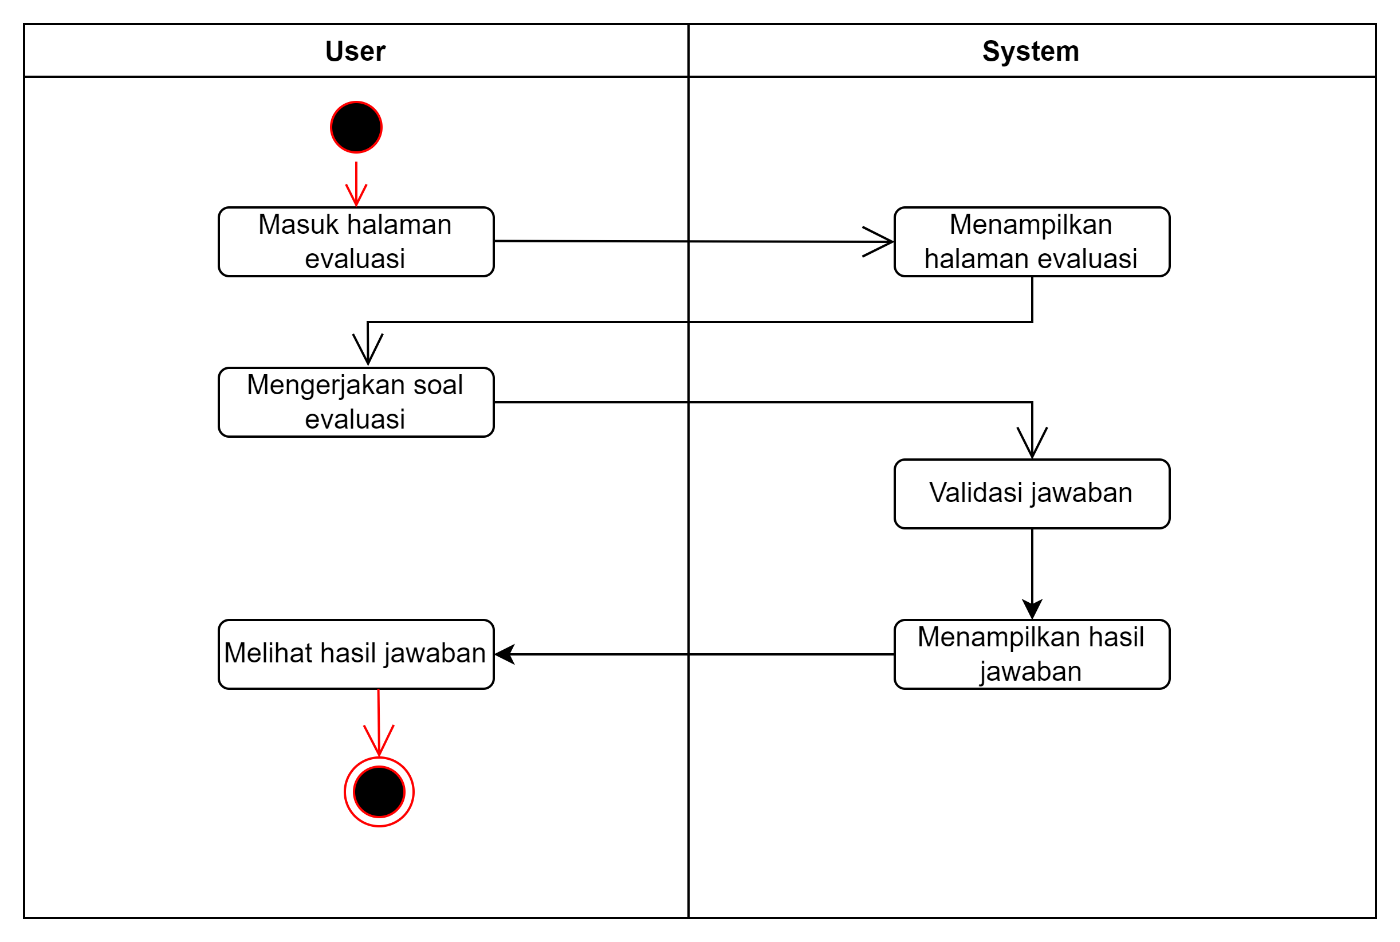 User
System
Masuk halaman
evaluasi
Menampilkan
halaman evaluasi
Mengerjakan soal
evaluasi
Validasi jawaban
Melihat hasil jawaban
Menampilkan hasil
jawaban